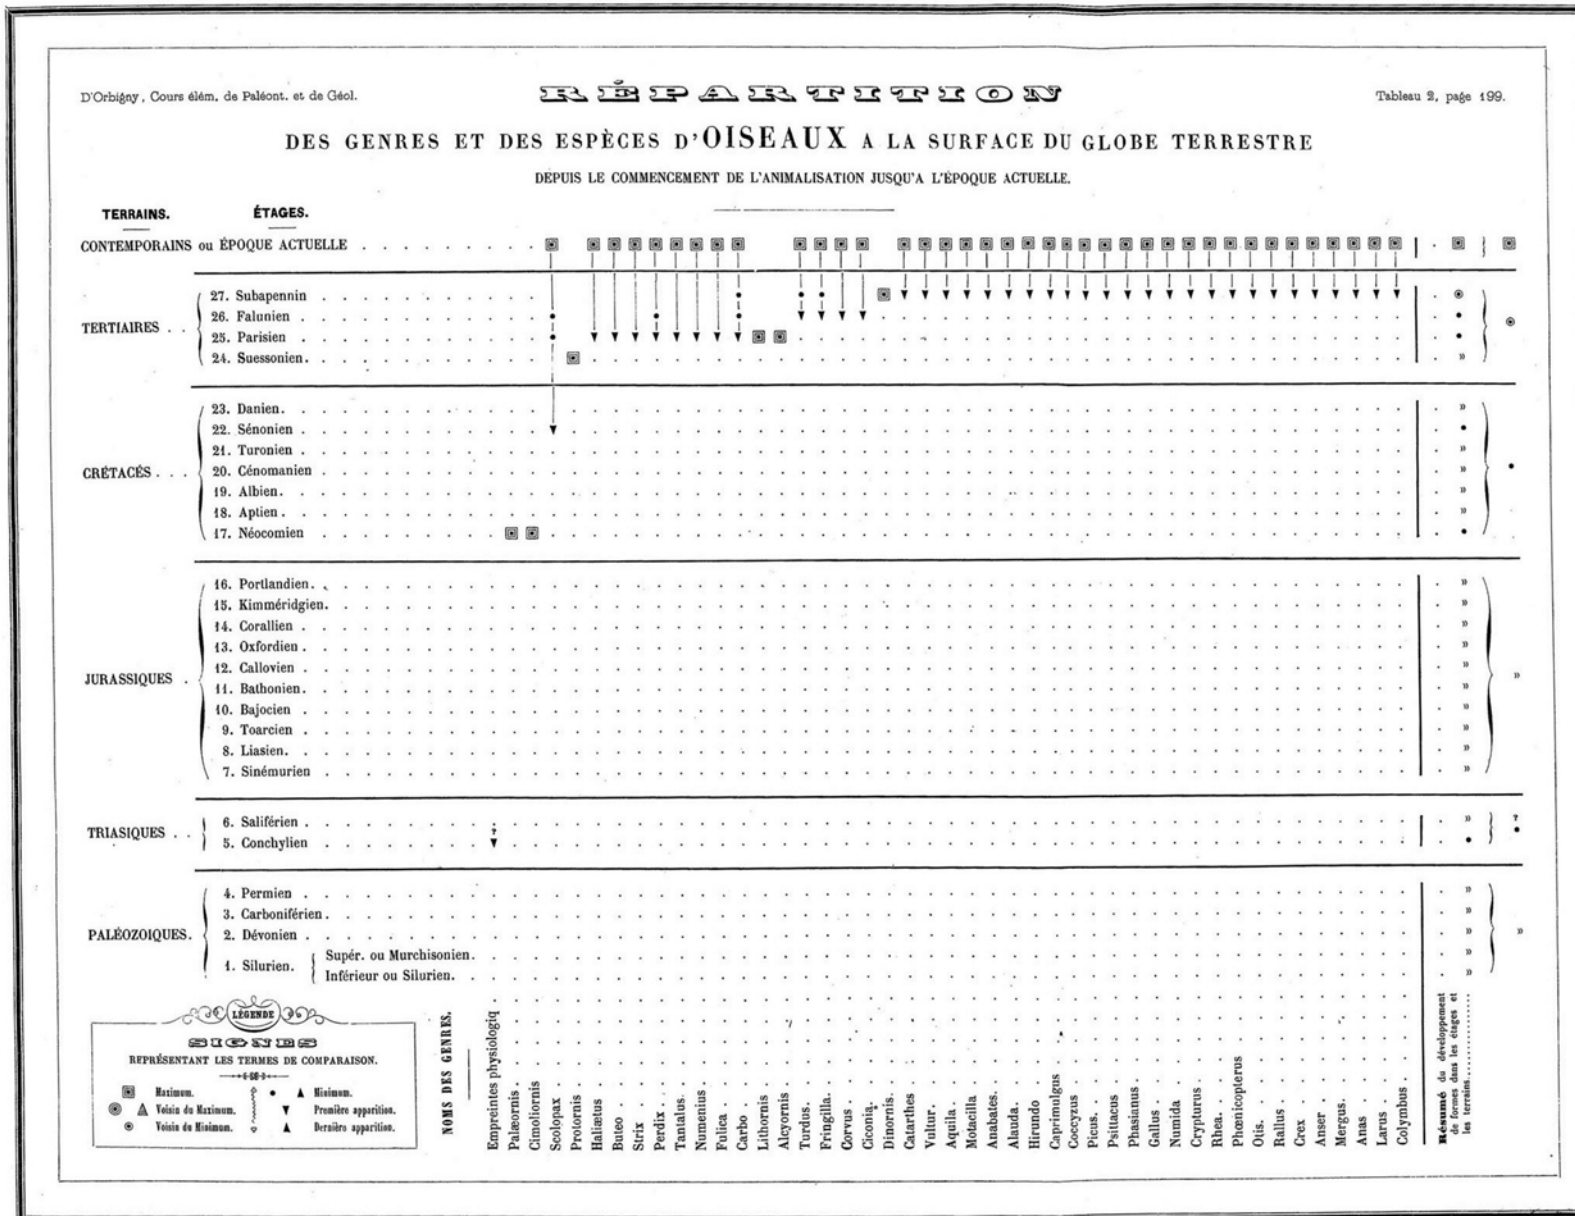 D'Orbigny, Cours élém. de Paléont. et de Géol.
RÉPARTITION
Tableau 2, page 199.
DES GENRES ET DES ESPÈCES D'OISEAUX A LA SURFACE DU GLOBE TERRESTRE
DEPUIS LE COMMENCEMENT DE L'ANIMALISATION JUSQU'A L'ÉPOQUE ACTUELLE.
TERRAINS. ÉTAGES.
CONTEMPORAINS ou ÉPOQUE ACTUELLE
TERTIAIRES
27. Subapennin
26. Falunien
25. Parisien
24. Suessonien.
CRÉTACÉS
23. Danien.
22. Sénonien
21. Turonien
20. Cénomanien
19. Albien.
18. Aptien.
17. Néocomien
JURASSIQUES
16. Portlandien.
15. Kimméridgien.
14. Corallien
13. Oxfordien
12. Callovien
11. Bathonien.
10. Bajocien
9. Toarcien
8. Liasien.
7. Sinémurien
TRIASIQUES
6. Saliférien
5. Conchylien
PALÉOZOIQUES.
4. Permien
3. Carboniférien.
2. Dévonien
1. Silurien.
Supér. ou Murchisonien.
Inférieur ou Silurien.
LÉGENDE
SIGNES
REPRÉSENTANT LES TERMES DE COMPARAISON.
Maximum.
Voisin du Maximum.
Voisin du Minimum.
Minimum.
Première apparition.
Dernière apparition.
NOMS DES GENRES.
Empreintes physiologiq
Palæornis
Cimoliornis
Scolopax
Protornis
Haliætus
Buteo
Strix
Perdix
Tantalus
Numenius
Fulica
Carbo
Lithornis
Alcyornis
Turdus.
Fringilla.
Corvus
Ciconia.
Dinornis.
Catarthes
Vultur.
Aquila
Motacilla
Anabates.
Alauda.
Hirundo
Caprimulgus
Coccyzus
Picus.
Psittacus
Phasianus
Gallus
Numida
Crypturus
Rhea.
Phœnicopterus
Otis.
Rallus
Crex
Anser
Mergus.
Anas
Larus
Colymbus
Résumé du développement
de formes dans les étages et
les terrains.